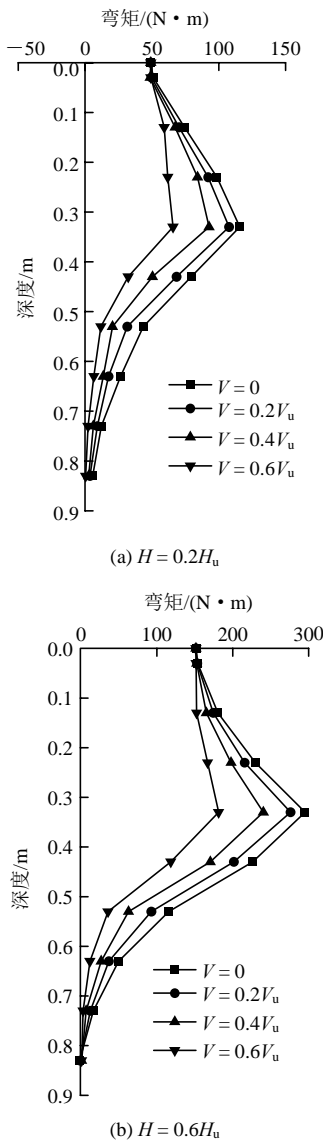 弯矩/(N·m)
−50 0 50 100 150
0.0
0.1
0.2
0.3
0.4
0.5
0.6
0.7
0.8
0.9
深度/m
V = 0
V = 0.2Vu
V = 0.4Vu
V = 0.6Vu
(a) H = 0.2Hu
弯矩/(N·m)
0 100 200 300
0.0
0.1
0.2
0.3
0.4
0.5
0.6
0.7
0.8
0.9
深度/m
V = 0
V = 0.2Vu
V = 0.4Vu
V = 0.6Vu
(b) H = 0.6Hu